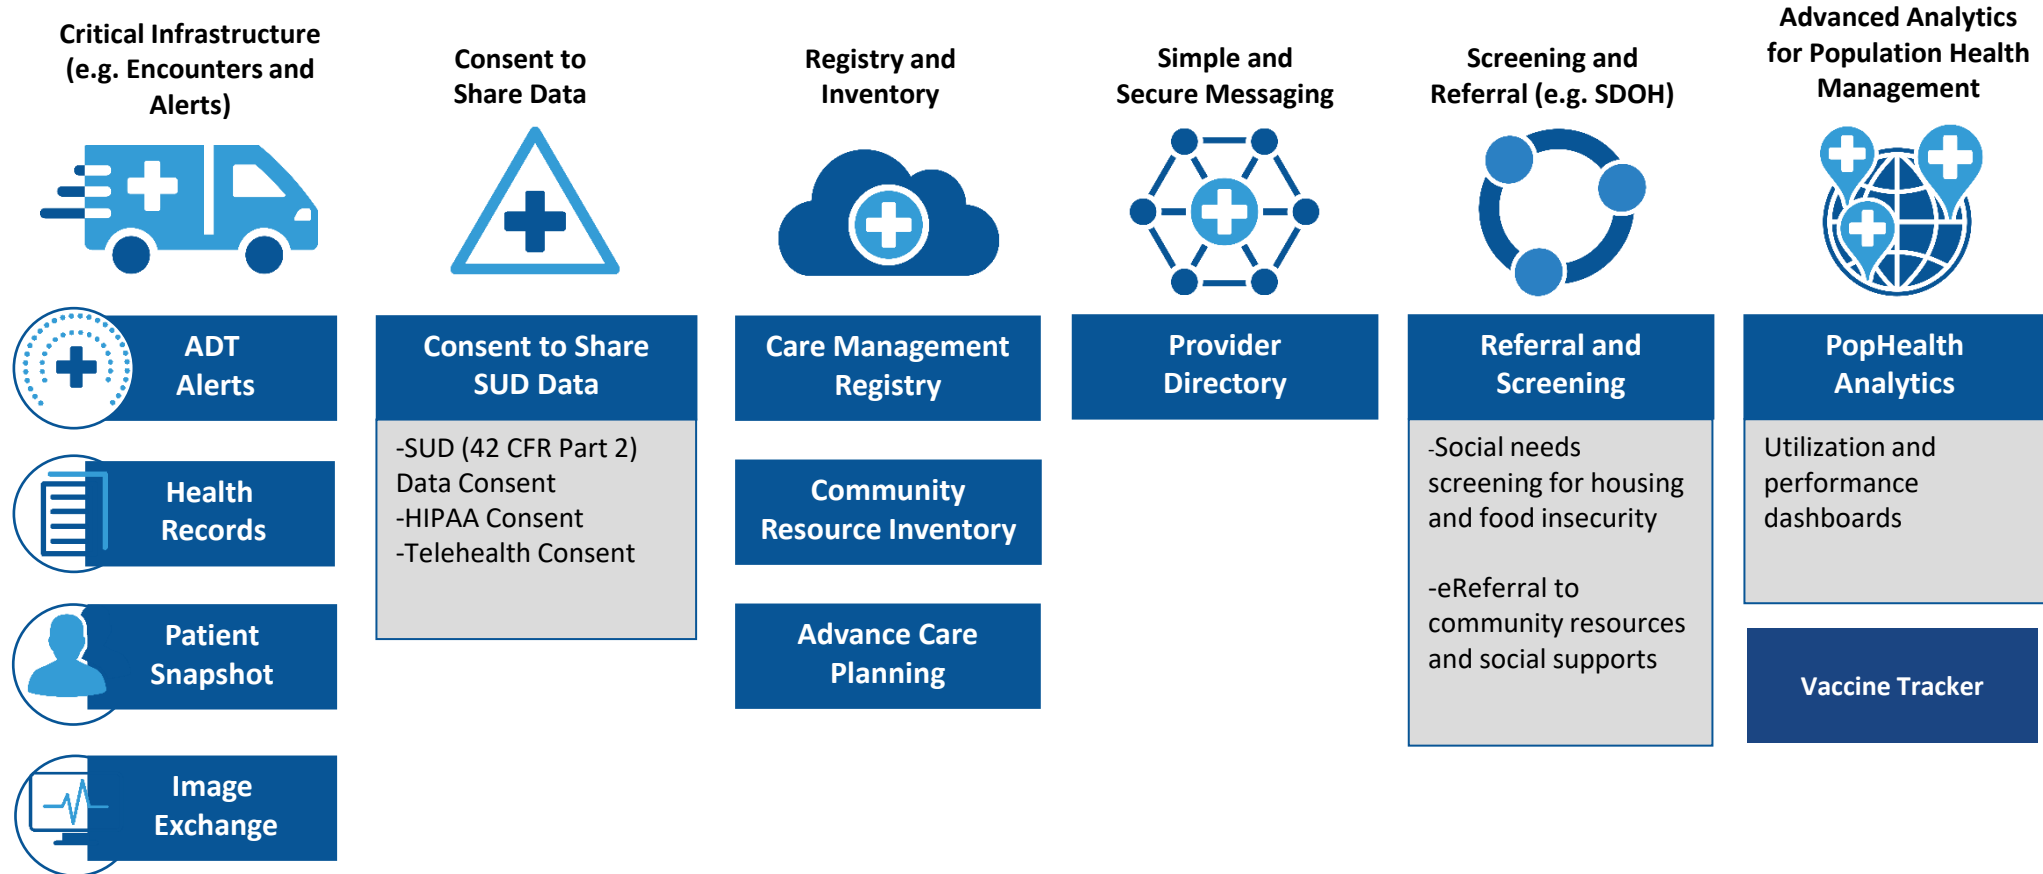 Critical Infrastructure
(e.g. Encounters and
Alerts)
Consent to
Share Data
Registry and
Inventory
Simple and
Secure Messaging
Screening and
Referral (e.g. SDOH)
Advanced Analytics
for Population Health
Management
ADT
Alerts
Health
Records
Patient
Snapshot
Image
Exchange
Consent to Share
SUD Data
-SUD (42 CFR Part 2)
Data Consent
-HIPAA Consent
-Telehealth Consent
Care Management
Registry
Community
Resource Inventory
Advance Care
Planning
Provider
Directory
Referral and
Screening
-Social needs
screening for housing
and food insecurity
-eReferral to
community resources
and social supports
PopHealth
Analytics
Utilization and
performance
dashboards
Vaccine Tracker